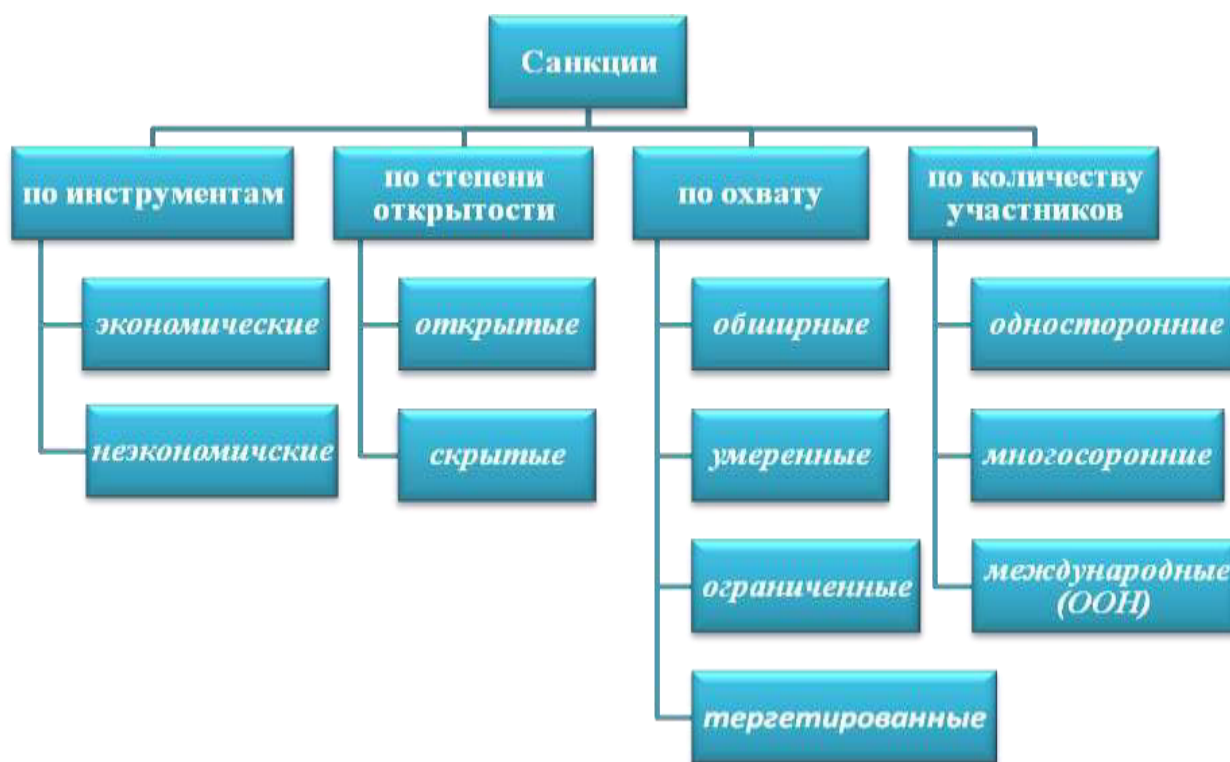 Санкции
по инструментам
экономические
неэкономичские
по степени
открытости
открытые
скрытые
по охвату
обширные
умеренные
ограниченные
тергетированные
по количеству
участников
односторонние
многосоронние
международные
(ООН)